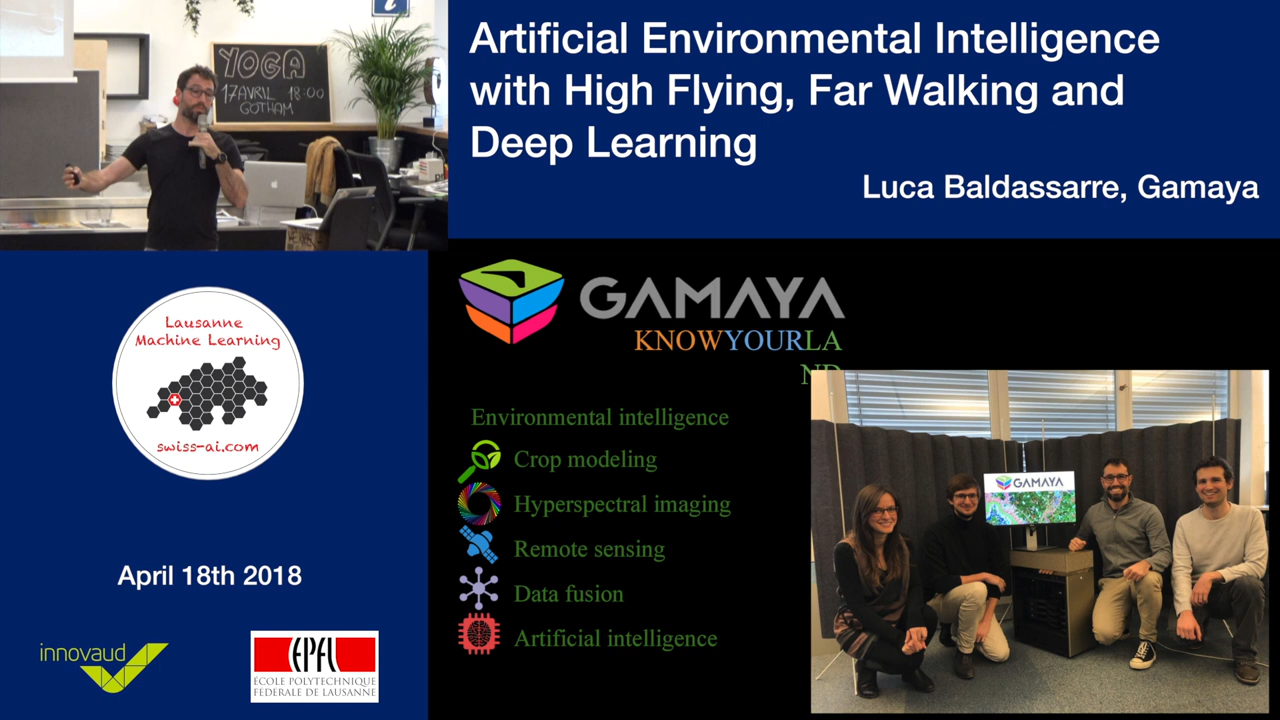 i
YOGA
17 AVRIL 18:00
GOTHAM
Artificial Environmental Intelligence
with High Flying, Far Walking and
Deep Learning
Luca Baldassarre, Gamaya
Lausanne
Machine Learning
swiss-ai.com
April 18th 2018
innovaud
EPFL
ÉCOLE POLYTECHNIQUE
FÉDÉRALE DE LAUSANNE
GAMAYA
KNOWYOURLA
ND
Environmental intelligence
Crop modeling
Hyperspectral imaging
Remote sensing
Data fusion
Artificial intelligence
GAMAYA